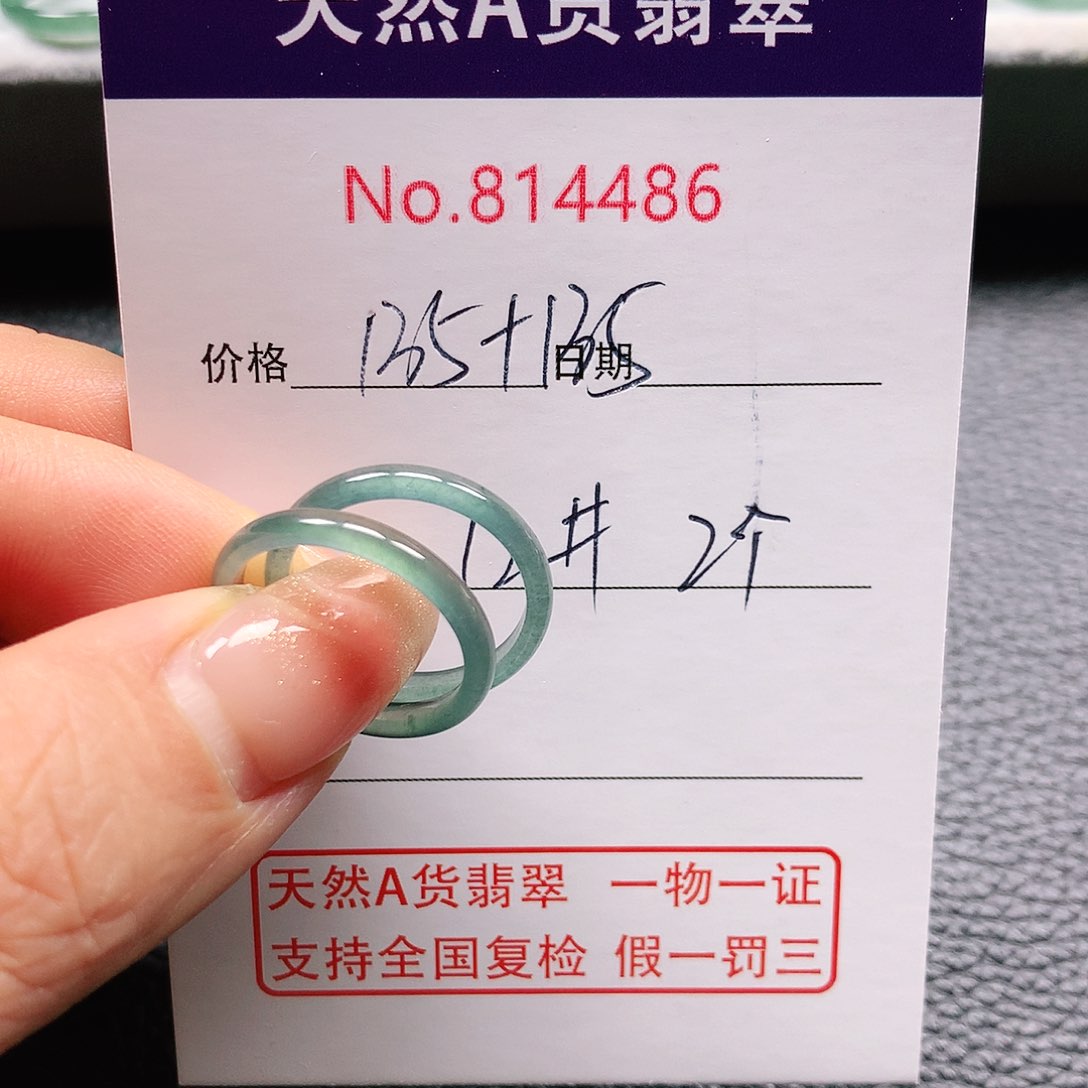 天然A货翡翠
No.814486
价格 135+135 日期
12# 2个
天然A货翡翠 一物一证
支持全国复检 假一罚三